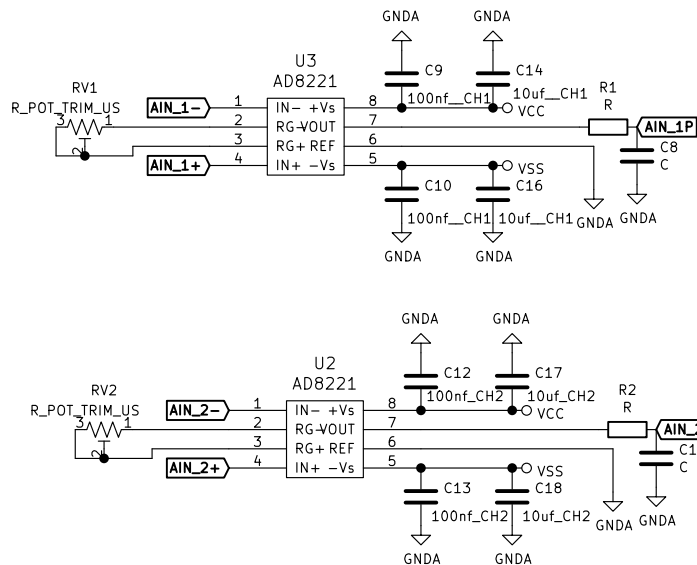 GNDA GNDA
U3
AD8221
C9 C14
RV1
R_POT_TRIM_US
100nf__CH1 10uf__CH1
R1
R
AIN_1- 1 IN- +Vs 8 VCC
3 1 2 RG- VOUT 7 AIN_1P
2 3 RG+ REF 6
AIN_1+ 4 IN+ -Vs 5 VSS
C8
C
C10 C16
100nf__CH1 10uf__CH1
GNDA GNDA
GNDA GNDA
GNDA GNDA
U2
AD8221
C12 C17
RV2
R_POT_TRIM_US
100nf_CH2 10uf_CH2
R2
R
AIN_2- 1 IN- +Vs 8 VCC
3 1 2 RG- VOUT 7 AIN_2
2 3 RG+ REF 6
AIN_2+ 4 IN+ -Vs 5 VSS
C1
C
C13 C18
100nf_CH2 10uf_CH2
GNDA GNDA
GNDA GNDA